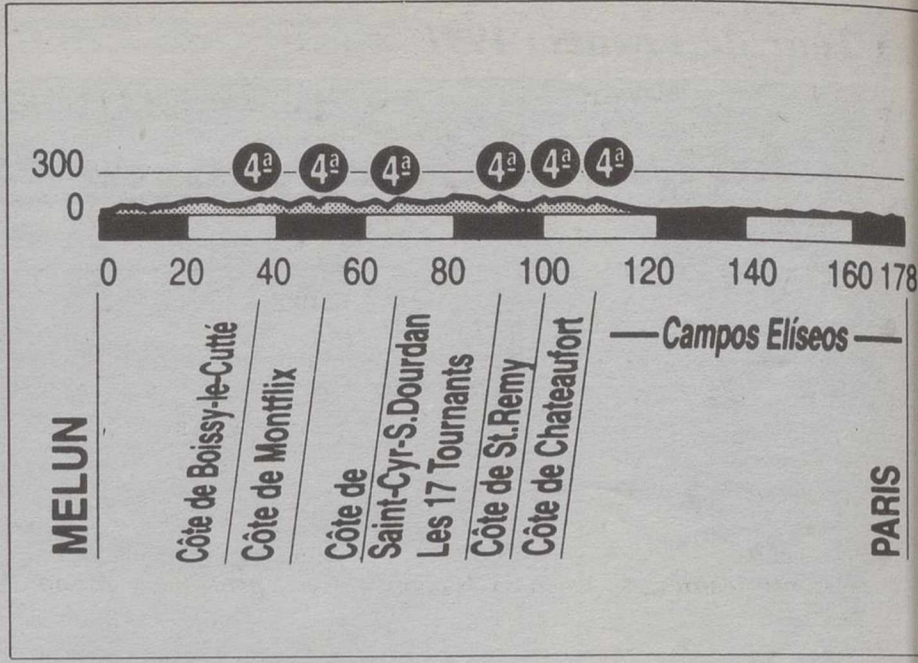 300
4ª 4ª 4ª 4ª 4ª 4ª
0
0 20 40 60 80 100 120 140 160 178
MELUN
Côte de Boissy-le-Cutté
Côte de Montflix
Côte de
Saint-Cyr-S.Dourdan
Les 17 Tournants
Côte de St.Remy
Côte de Chateaufort
Campos Elíseos
PARIS